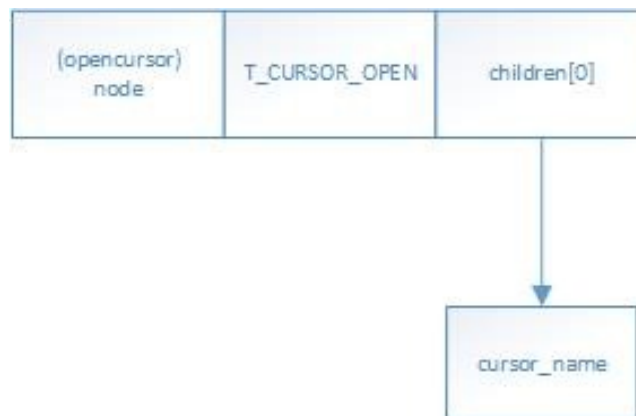 (opencursor)
node
T_CURSOR_OPEN
children[0]
cursor_name